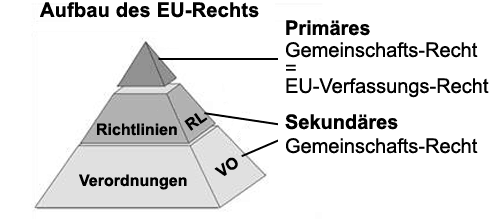 Aufbau des EU-Rechts
Primäres
Gemeinschafts-Recht
=
EU-Verfassungs-Recht
Richtlinien
RL
Sekundäres
Gemeinschafts-Recht
Verordnungen
VO